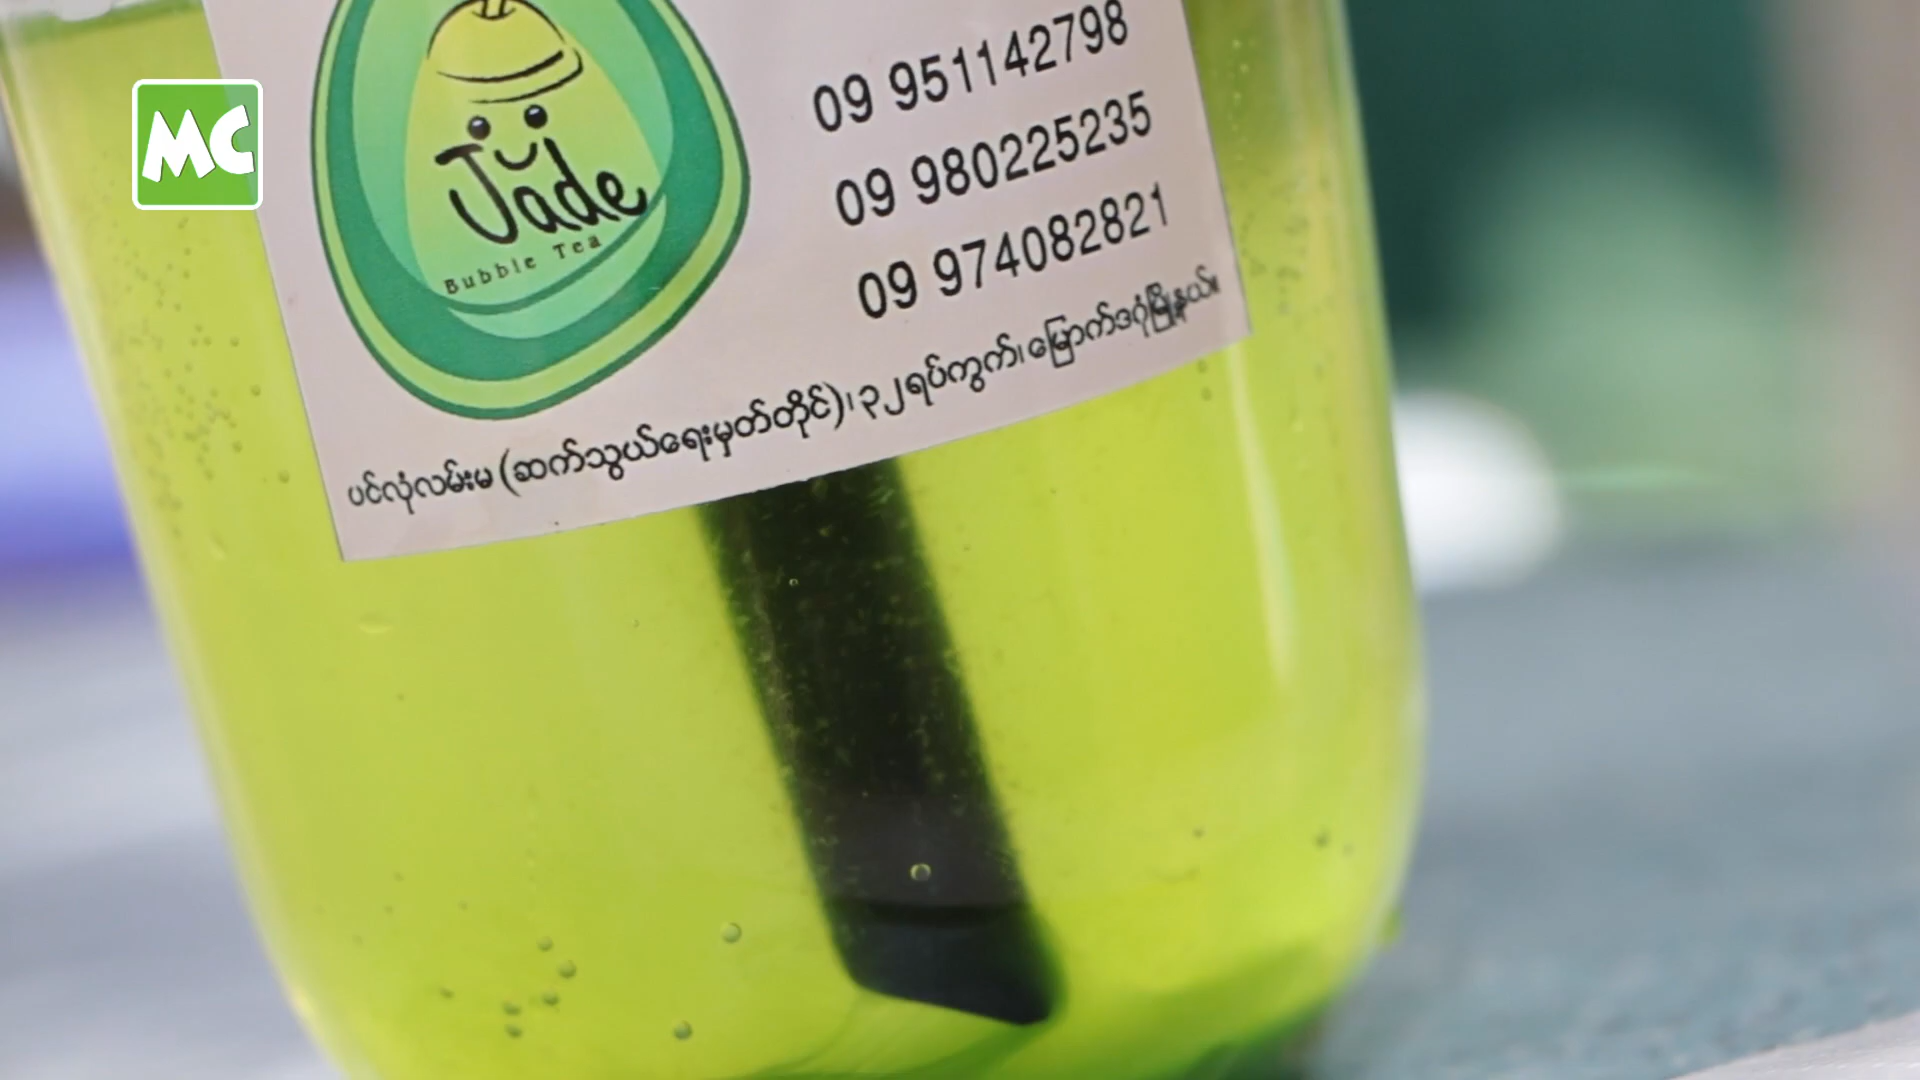 MC
Jade
Bubble Tea
09 951142798
09 980225235
09 974082821
ပင်လုံလမ်းမ (ဆက်သွယ်ရေးမှတ်တိုင်)၊ ၃၂ရပ်ကွက်၊ မြောက်ဒဂုံမြို့နယ်။